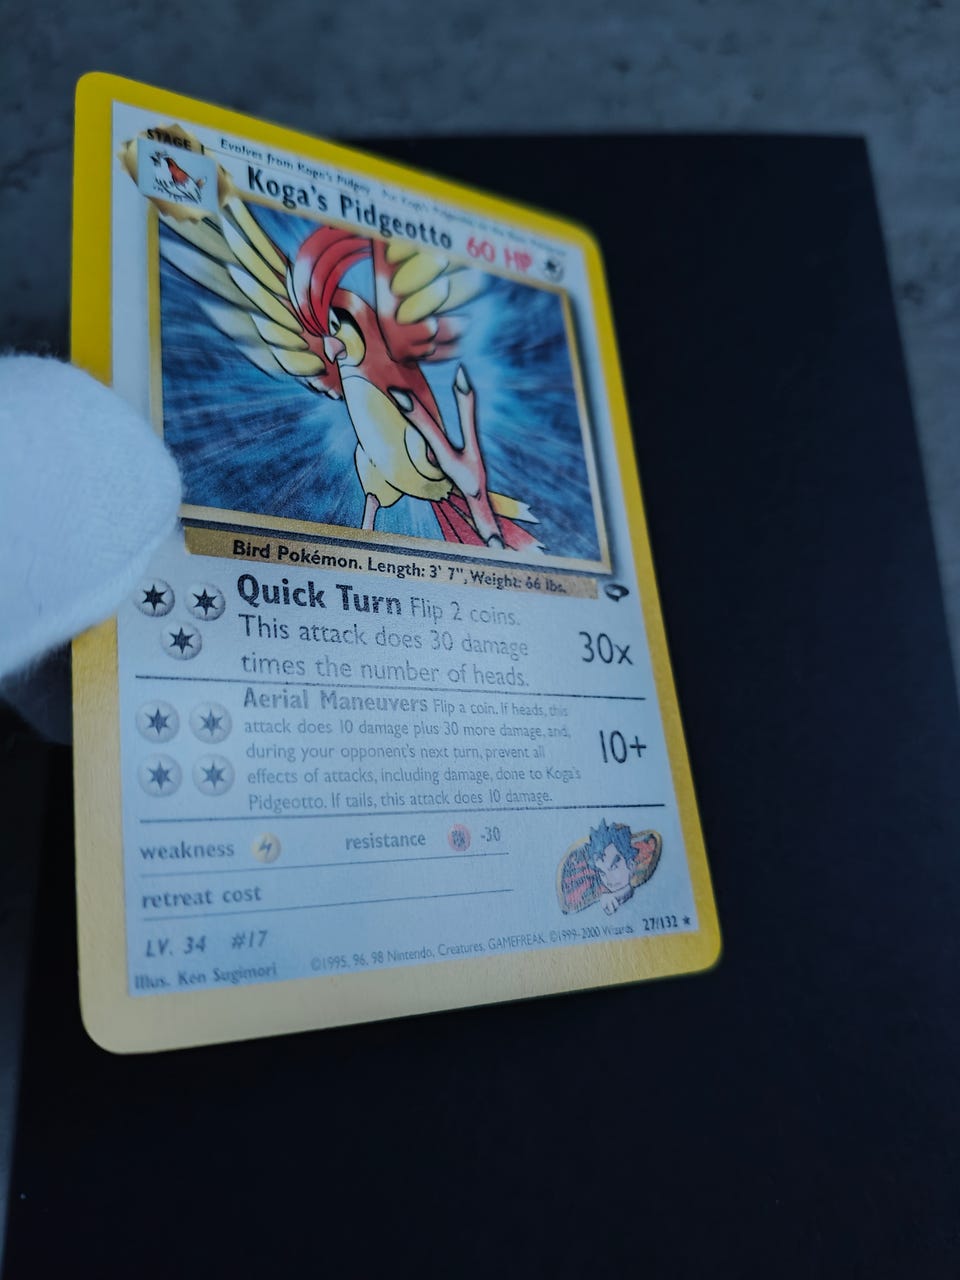 STAGE 1
Evolves from Koga's Pidgey
Koga's Pidgeotto 60 HP
Bird Pokémon. Length: 3' 7", Weight: 66 lbs.
Quick Turn Flip 2 coins.
This attack does 30 damage
times the number of heads.
30x
Aerial Maneuvers Flip a coin. If heads, this
attack does 10 damage plus 30 more damage, and,
during your opponent's next turn, prevent all
effects of attacks, including damage, done to Koga's
Pidgeotto. If tails, this attack does 10 damage.
10+
weakness
resistance -30
retreat cost
LV. 34 #17
Illus. Ken Sugimori
©1995, 96, 98 Nintendo, Creatures, GAMEFREAK. ©1999-2000 Wizards
27/132 ★